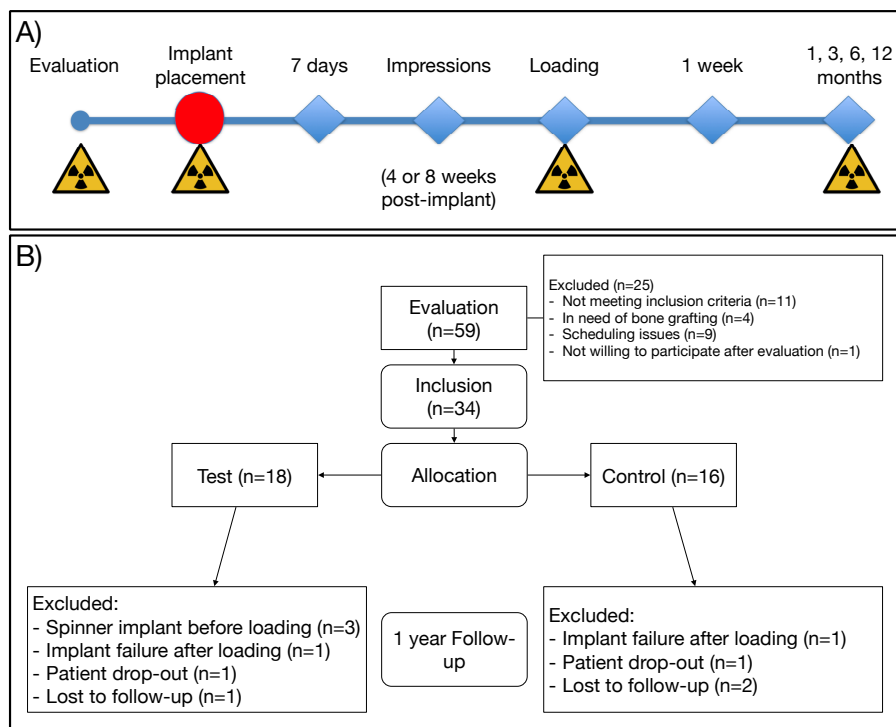 A)
Evaluation
Implant
placement
7 days
Impressions
Loading
1 week
1, 3, 6, 12
months
(4 or 8 weeks
post-implant)
B)
Evaluation
(n=59)
Excluded (n=25)
- Not meeting inclusion criteria (n=11)
- In need of bone grafting (n=4)
- Scheduling issues (n=9)
- Not willing to participate after evaluation (n=1)
Inclusion
(n=34)
Test (n=18)
Allocation
Control (n=16)
Excluded:
- Spinner implant before loading (n=3)
- Implant failure after loading (n=1)
- Patient drop-out (n=1)
- Lost to follow-up (n=1)
1 year Follow-
up
Excluded:
- Implant failure after loading (n=1)
- Patient drop-out (n=1)
- Lost to follow-up (n=2)